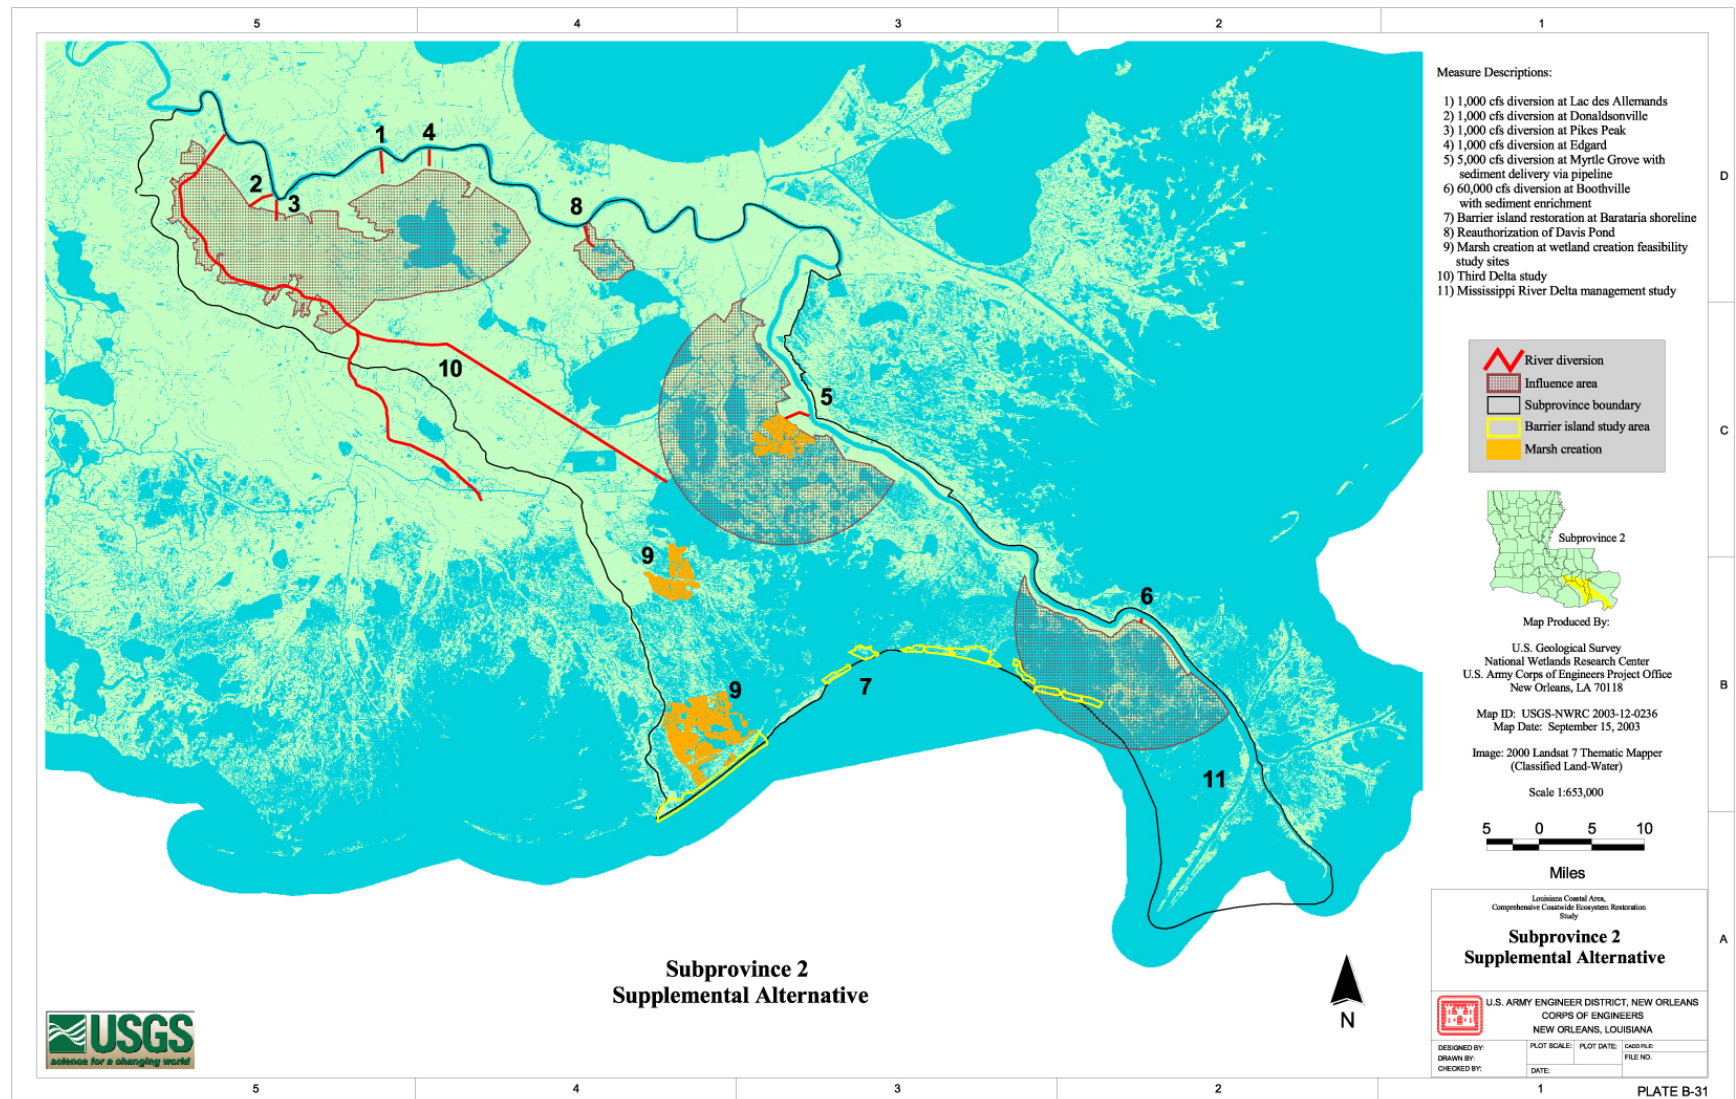 5 4 3 2 1
Measure Descriptions:
1) 1,000 cfs diversion at Lac des Allemands
2) 1,000 cfs diversion at Donaldsonville
3) 1,000 cfs diversion at Pikes Peak
4) 1,000 cfs diversion at Edgard
5) 5,000 cfs diversion at Myrtle Grove with
sediment delivery via pipeline
6) 60,000 cfs diversion at Boothville
with sediment enrichment
7) Barrier island restoration at Barataria shoreline
8) Reauthorization of Davis Pond
9) Marsh creation at wetland creation feasibility
study sites
10) Third Delta study
11) Mississippi River Delta management study
D
C
B
A
1
4
2
3
8
10
5
9
6
9
7
11
River diversion
Influence area
Subprovince boundary
Barrier island study area
Marsh creation
Subprovince 2
Map Produced By:
U.S. Geological Survey
National Wetlands Research Center
U.S. Army Corps of Engineers Project Office
New Orleans, LA 70118
Map ID: USGS-NWRC 2003-12-0236
Map Date: September 15, 2003
Image: 2000 Landsat 7 Thematic Mapper
(Classified Land-Water)
Scale 1:653,000
5 0 5 10
Miles
Louisiana Coastal Area,
Comprehensive Coastwide Ecosystem Restoration
Study
Subprovince 2
Supplemental Alternative
Subprovince 2
Supplemental Alternative
N
USGS
science for a changing world
U.S. ARMY ENGINEER DISTRICT, NEW ORLEANS
CORPS OF ENGINEERS
NEW ORLEANS, LOUISIANA
DESIGNED BY: PLOT SCALE: PLOT DATE: CADD FILE:
DRAWN BY: FILE NO.
CHECKED BY: DATE:
5 4 3 2 1
PLATE B-31